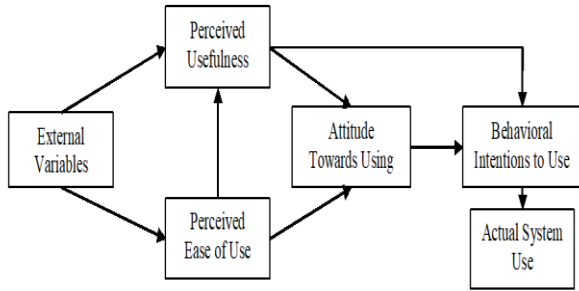 Perceived
Usefulness
External
Variables
Attitude
Towards Using
Behavioral
Intentions to Use
Perceived
Ease of Use
Actual System
Use